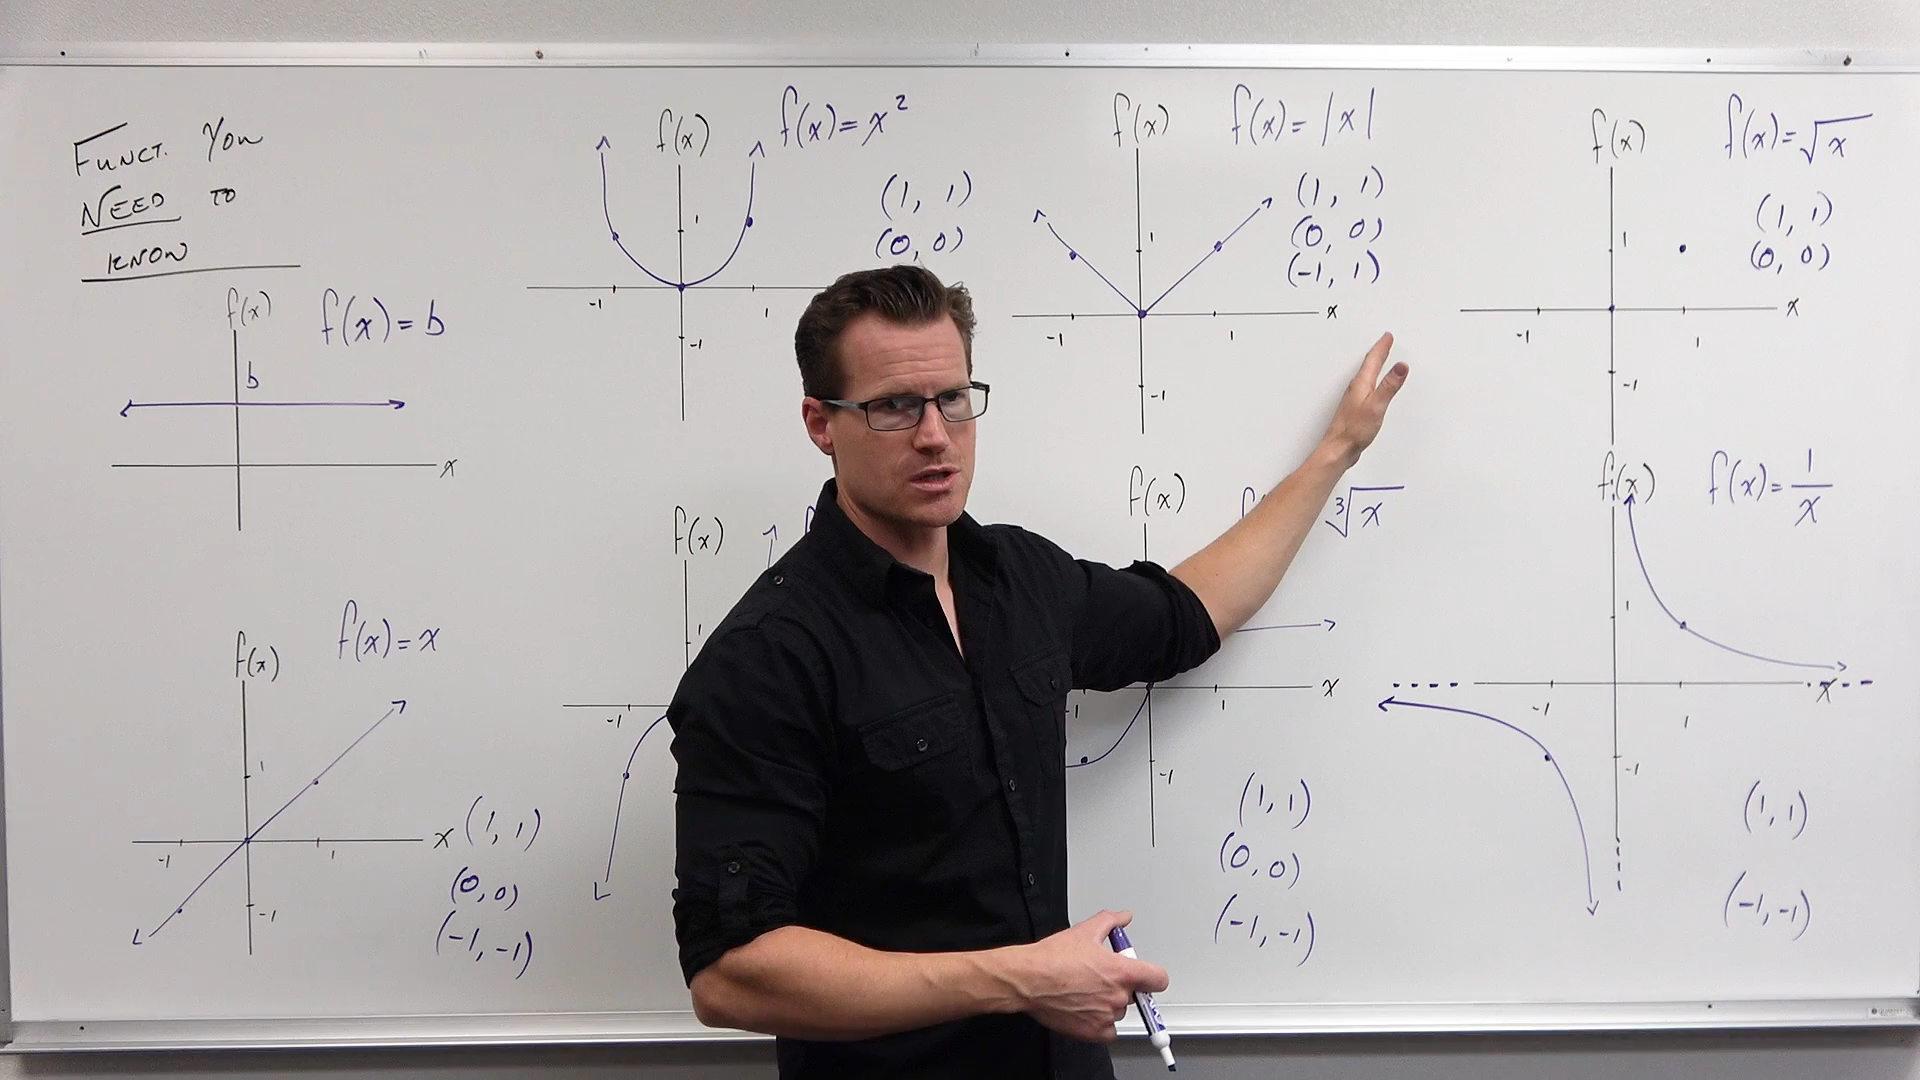 FUNCT. YOU
NEED TO
KNOW
f(x)
f(x) = b
b
x
f(x)
f(x) = x
1
-1
1
-1
x
(1, 1)
(0, 0)
(-1, -1)
f(x)
f(x) = x²
1
-1
1
-1
(1, 1)
(0, 0)
f(x)
1
-1
f(x)
f(x) = |x|
1
-1
1
-1
x
(1, 1)
(0, 0)
(-1, 1)
f(x)
∛x
-1
1
-1
x
(1, 1)
(0, 0)
(-1, -1)
f(x)
f(x) = √x
1
-1
1
-1
x
(1, 1)
(0, 0)
f(x)
f(x) = 1/x
1
-1
1
-1
x
(1, 1)
(-1, -1)